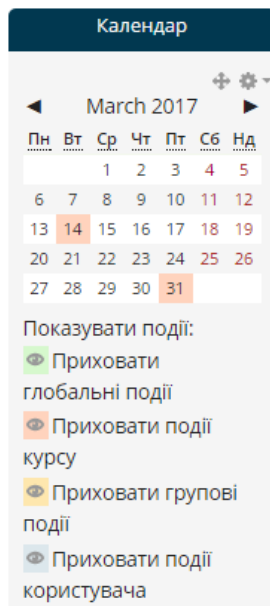 Календар
◄ March 2017 ►
Пн Вт Ср Чт Пт Сб Нд
1 2 3 4 5
6 7 8 9 10 11 12
13 14 15 16 17 18 19
20 21 22 23 24 25 26
27 28 29 30 31
Показувати події:
Приховати
глобальні події
Приховати події
курсу
Приховати групові
події
Приховати події
користувача